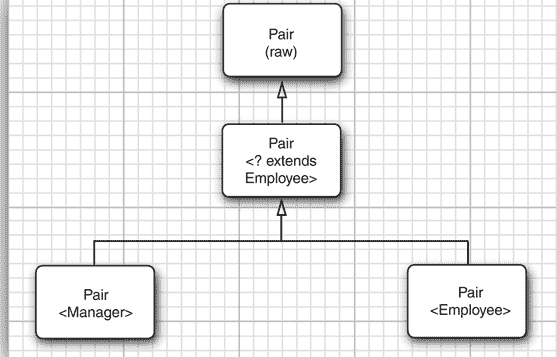 Pair
(raw)
Pair
<? extends
Employee>
Pair
<Manager>
Pair
<Employee>